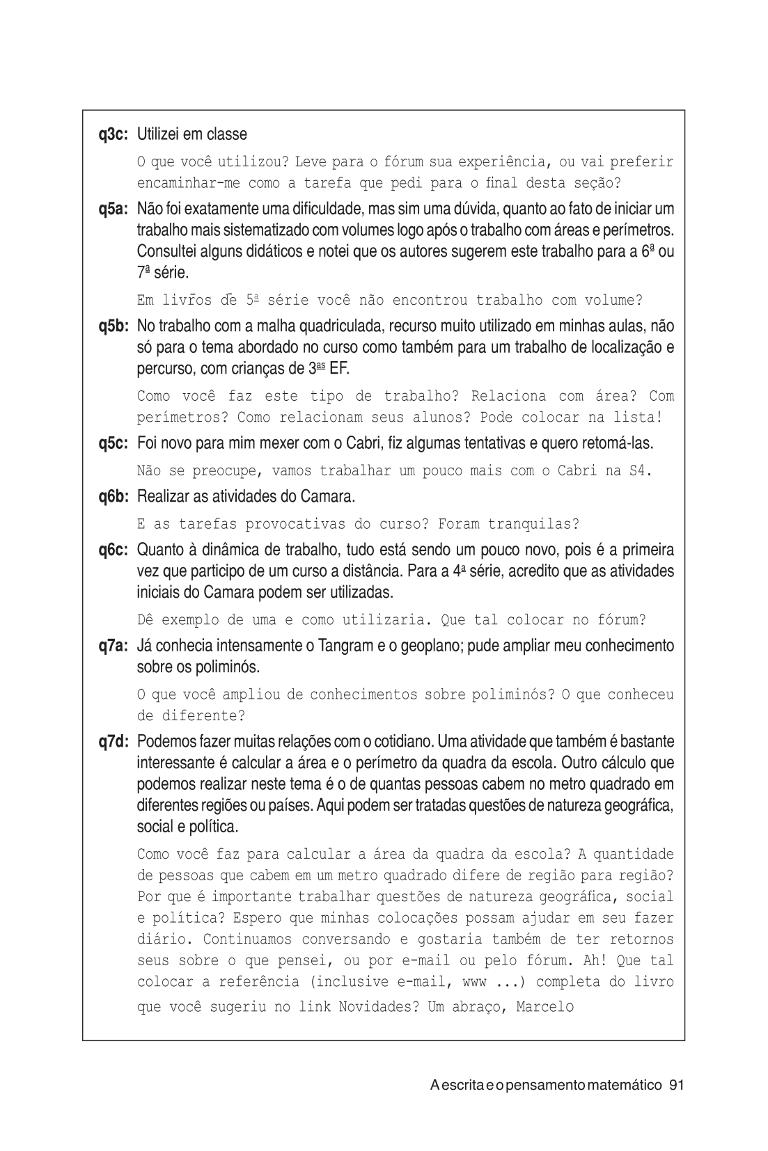 q3c: Utilizei em classe
O que você utilizou? Leve para o fórum sua experiência, ou vai preferir
encaminhar-me como a tarefa que pedi para o final desta seção?
q5a: Não foi exatamente uma dificuldade, mas sim uma dúvida, quanto ao fato de iniciar um
trabalho mais sistematizado com volumes logo após o trabalho com áreas e perímetros.
Consultei alguns didáticos e notei que os autores sugerem este trabalho para a 6ª ou
7ª série.
Em livros de 5ª série você não encontrou trabalho com volume?
q5b: No trabalho com a malha quadriculada, recurso muito utilizado em minhas aulas, não
só para o tema abordado no curso como também para um trabalho de localização e
percurso, com crianças de 3ªˢ EF.
Como você faz este tipo de trabalho? Relaciona com área? Com
perímetros? Como relacionam seus alunos? Pode colocar na lista!
q5c: Foi novo para mim mexer com o Cabri, fiz algumas tentativas e quero retomá-las.
Não se preocupe, vamos trabalhar um pouco mais com o Cabri na S4.
q6b: Realizar as atividades do Camara.
E as tarefas provocativas do curso? Foram tranquilas?
q6c: Quanto à dinâmica de trabalho, tudo está sendo um pouco novo, pois é a primeira
vez que participo de um curso a distância. Para a 4ª série, acredito que as atividades
iniciais do Camara podem ser utilizadas.
Dê exemplo de uma e como utilizaria. Que tal colocar no fórum?
q7a: Já conhecia intensamente o Tangram e o geoplano; pude ampliar meu conhecimento
sobre os poliminós.
O que você ampliou de conhecimentos sobre poliminós? O que conheceu
de diferente?
q7d: Podemos fazer muitas relações com o cotidiano. Uma atividade que também é bastante
interessante é calcular a área e o perímetro da quadra da escola. Outro cálculo que
podemos realizar neste tema é o de quantas pessoas cabem no metro quadrado em
diferentes regiões ou países. Aqui podem ser tratadas questões de natureza geográfica,
social e política.
Como você faz para calcular a área da quadra da escola? A quantidade
de pessoas que cabem em um metro quadrado difere de região para região?
Por que é importante trabalhar questões de natureza geográfica, social
e política? Espero que minhas colocações possam ajudar em seu fazer
diário. Continuamos conversando e gostaria também de ter retornos
seus sobre o que pensei, ou por e-mail ou pelo fórum. Ah! Que tal
colocar a referência (inclusive e-mail, www ...) completa do livro
que você sugeriu no link Novidades? Um abraço, Marcelo
A escrita e o pensamento matemático 91